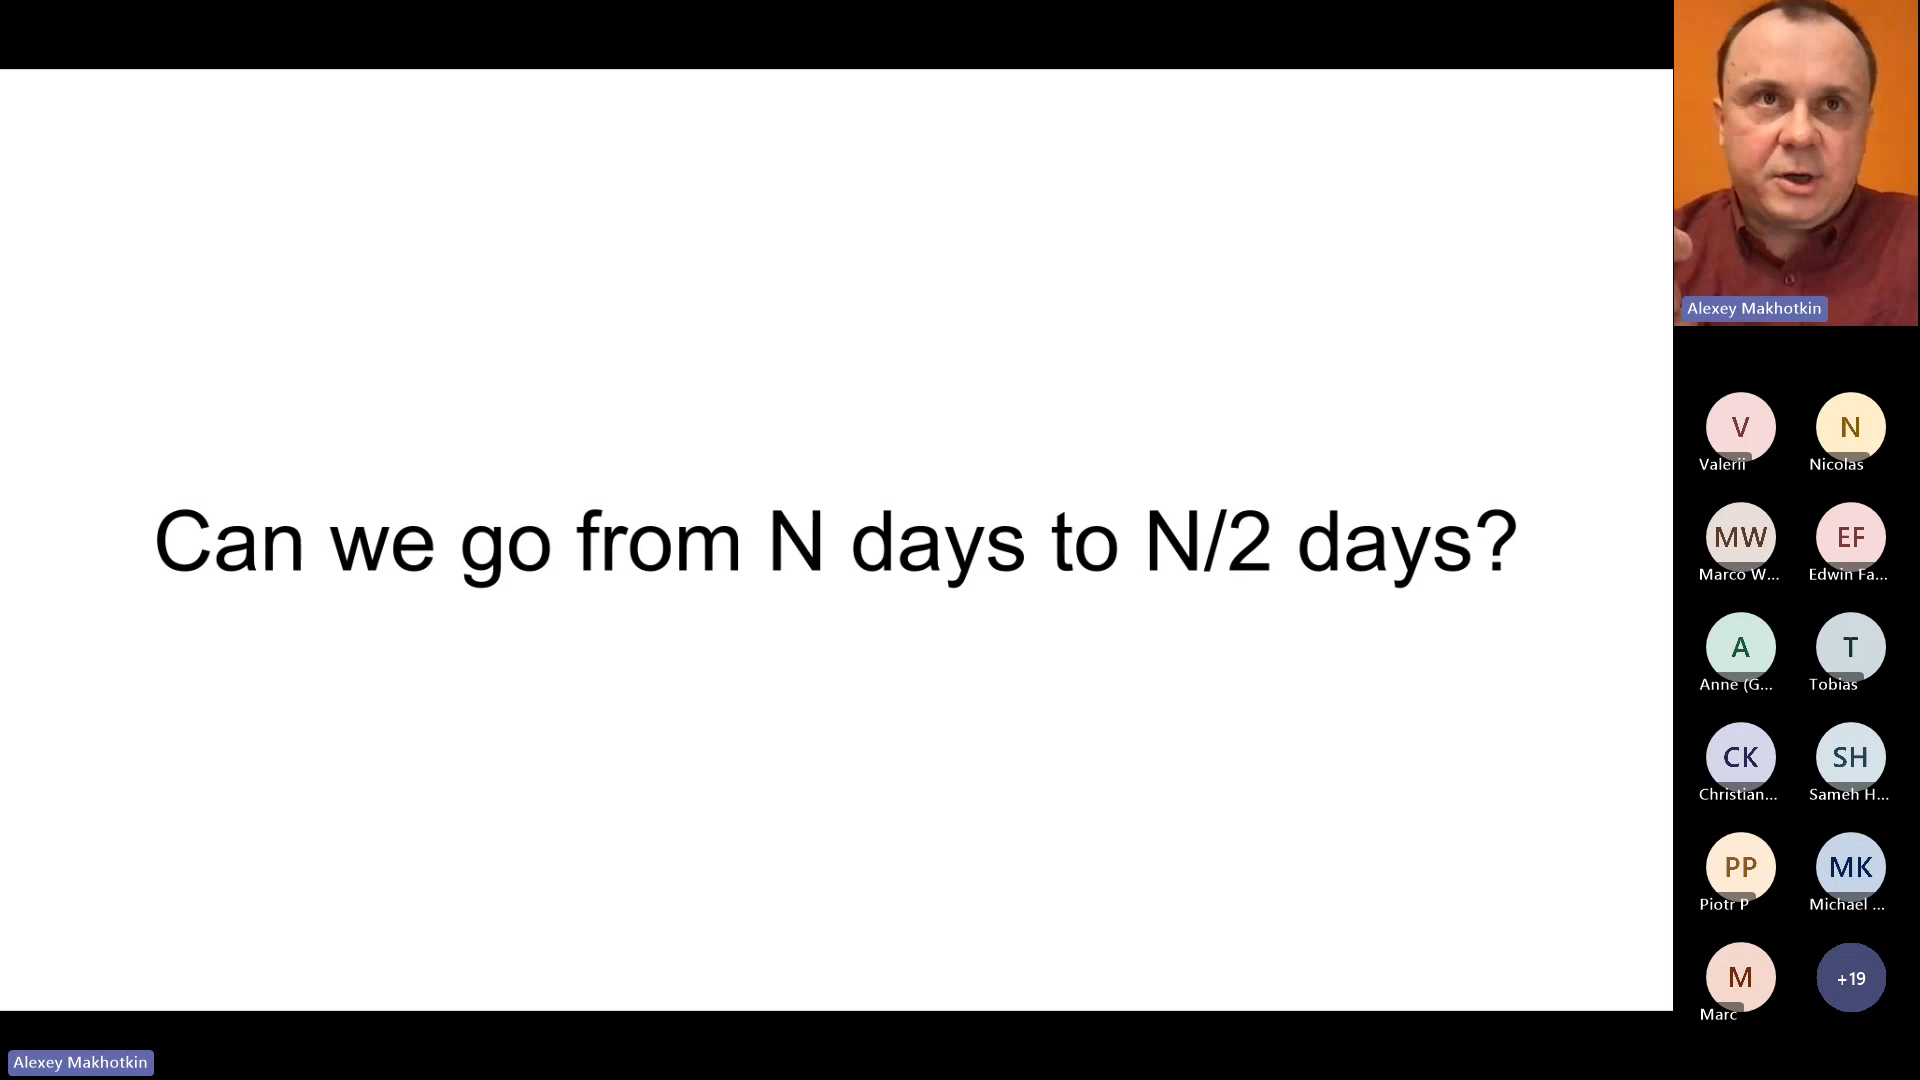 Can we go from N days to N/2 days?
Alexey Makhotkin
V
Valerii
N
Nicolas
MW
Marco W...
EF
Edwin Fa...
A
Anne (G...
T
Tobias
CK
Christian...
SH
Sameh H...
PP
Piotr P
MK
Michael ...
M
Marc
+19
Alexey Makhotkin